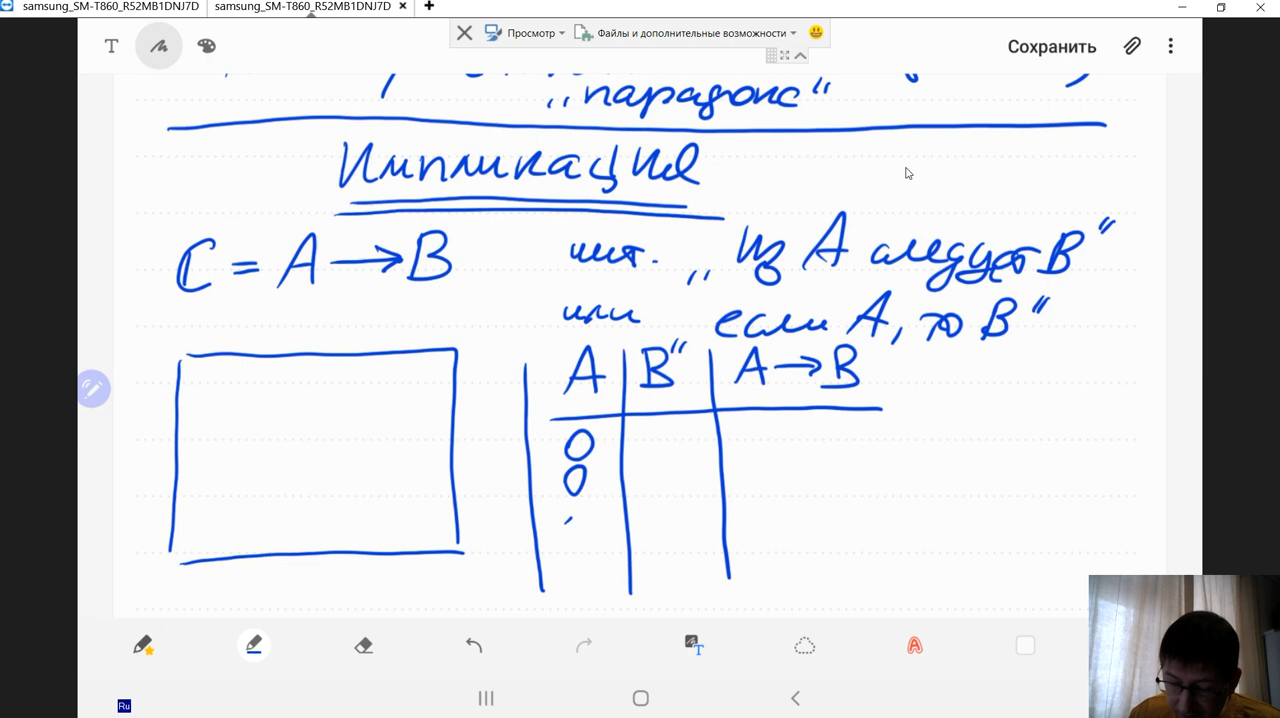 samsung_SM-T860_R52MB1DNJ7D samsung_SM-T860_R52MB1DNJ7D
Просмотр Файлы и дополнительные возможности
T Сохранить
„парадокс“
Импликация
C = A → B инт. „Из A следует B“
или если A, то B“
A B A → B
0
0
Ru